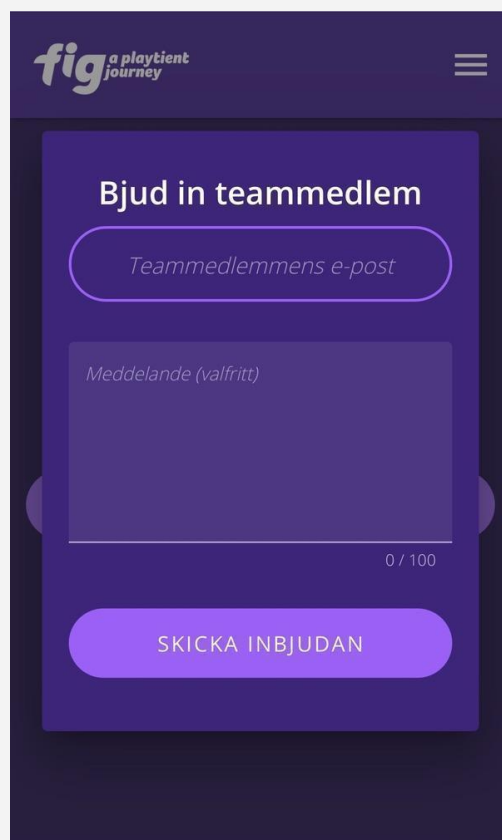 fig a playtient
journey
Bjud in teammedlem
Teammedlemmens e-post
Meddelande (valfritt)
0 / 100
SKICKA INBJUDAN